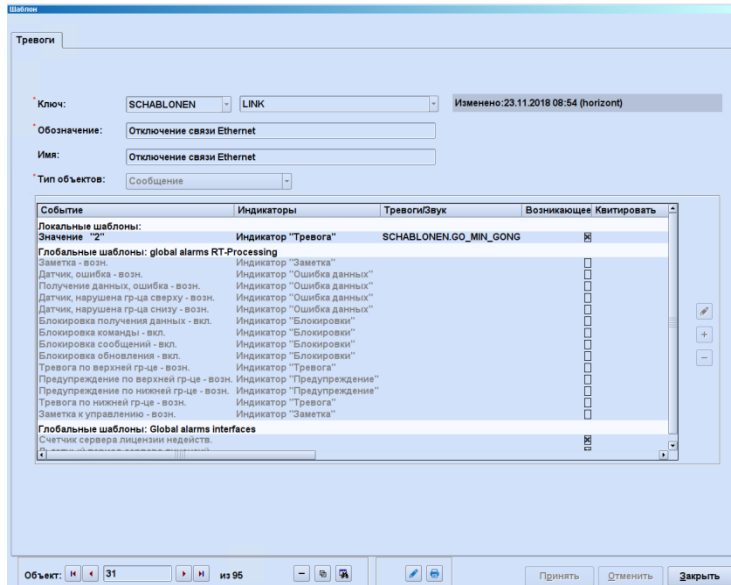 Шаблон
Тревоги
*Ключ: SCHABLONEN LINK Изменено:23.11.2018 08:54 (horizont)
*Обозначение: Отключение связи Ethernet
Имя: Отключение связи Ethernet
*Тип объектов: Сообщение
Событие Индикаторы Тревоги/Звук Возникающее Квитировать
Локальные шаблоны:
Значение "2" Индикатор "Тревога" SCHABLONEN.GO_MIN_GONG
Глобальные шаблоны: global alarms RT-Processing
Заметка - возн. Индикатор "Заметка"
Датчик, ошибка - возн. Индикатор "Ошибка данных"
Получение данных, ошибка - возн. Индикатор "Ошибка данных"
Датчик, нарушена гр-ца сверху - возн. Индикатор "Ошибка данных"
Датчик, нарушена гр-ца снизу - возн. Индикатор "Ошибка данных"
Блокировка получения данных - вкл. Индикатор "Блокировки"
Блокировка команды - вкл. Индикатор "Блокировки"
Блокировка сообщений - вкл. Индикатор "Блокировки"
Блокировка обновления - вкл. Индикатор "Блокировки"
Тревога по верхней гр-це - возн. Индикатор "Тревога"
Предупреждение по верхней гр-це - возн. Индикатор "Предупреждение"
Предупреждение по нижней гр-це - возн. Индикатор "Предупреждение"
Тревога по нижней гр-це - возн. Индикатор "Тревога"
Заметка к управлению - возн. Индикатор "Заметка"
Глобальные шаблоны: Global alarms interfaces
Счетчик сервера лицензии недейств.
Объект: 31 из 95 Принять Отменить Закрыть